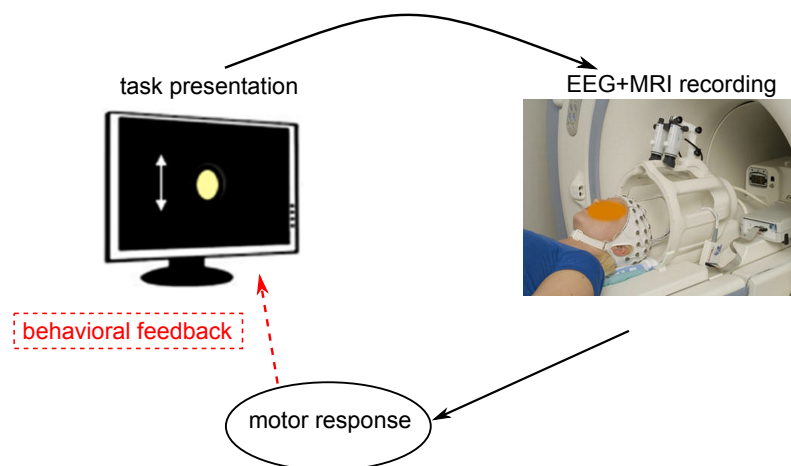 task presentation
EEG+MRI recording
behavioral feedback
motor response